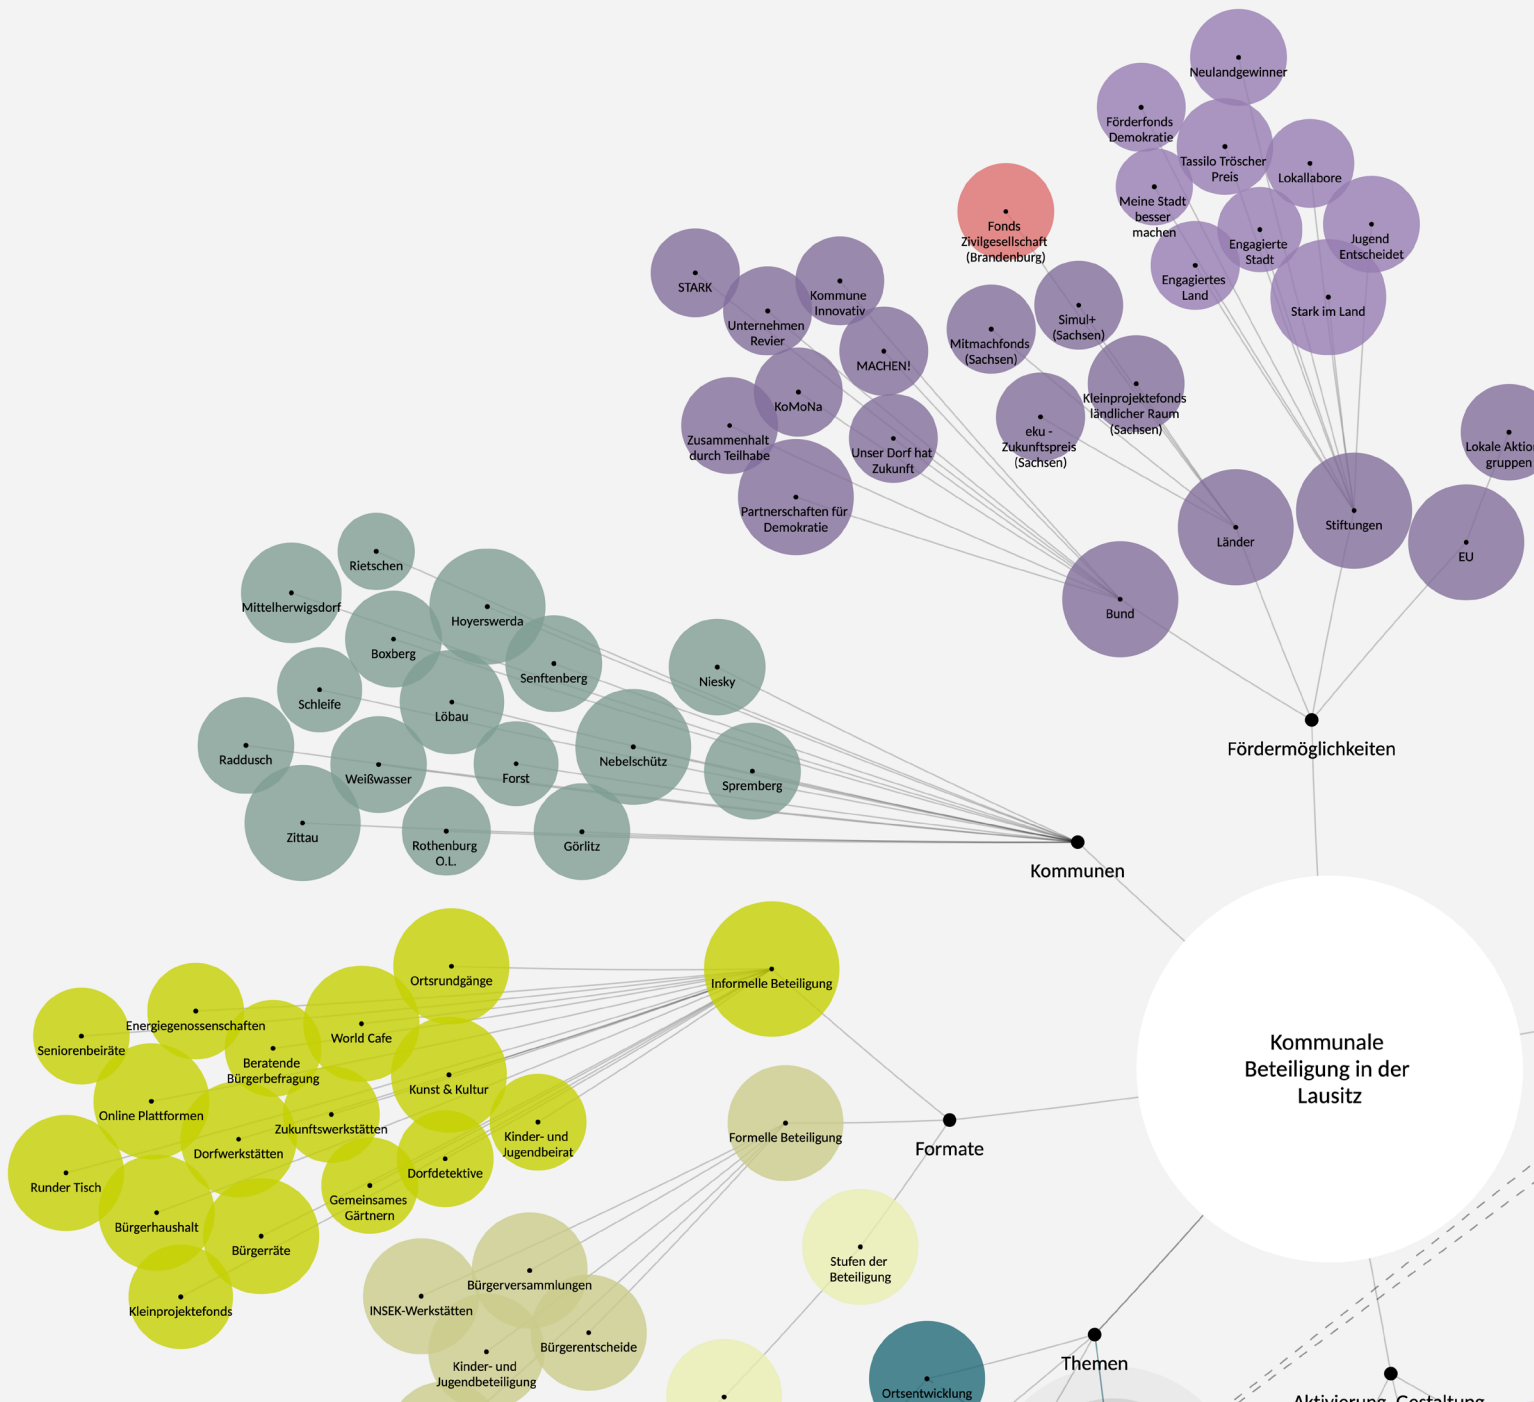 Neulandgewinner
Förderfonds
Demokratie
Tassilo Tröscher
Preis
Lokallabore
Meine Stadt
besser
machen
Engagierte
Stadt
Jugend
Entscheidet
Engagiertes
Land
Stark im Land
Fonds
Zivilgesellschaft
(Brandenburg)
STARK
Unternehmen
Revier
Kommune
Innovativ
MACHEN!
Mitmachfonds
(Sachsen)
Simul+
(Sachsen)
Kleinprojektefonds
ländlicher Raum
(Sachsen)
KoMoNa
Zusammenhalt
durch Teilhabe
Unser Dorf hat
Zukunft
eku -
Zukunftspreis
(Sachsen)
Lokale Aktio
gruppen
Partnerschaften für
Demokratie
Bund
Länder
Stiftungen
EU
Fördermöglichkeiten
Rietschen
Mittelherwigsdorf
Hoyerswerda
Boxberg
Senftenberg
Niesky
Schleife
Löbau
Raddusch
Weißwasser
Forst
Nebelschütz
Spremberg
Zittau
Rothenburg
O.L.
Görlitz
Kommunen
Kommunale
Beteiligung in der
Lausitz
Ortsrundgänge
Informelle Beteiligung
Energiegenossenschaften
Seniorenbeiräte
World Cafe
Beratende
Bürgerbefragung
Kunst & Kultur
Online Plattformen
Zukunftswerkstätten
Dorfwerkstätten
Kinder- und
Jugendbeirat
Dorfdetektive
Runder Tisch
Gemeinsames
Gärtnern
Bürgerhaushalt
Bürgerräte
Kleinprojektefonds
Formelle Beteiligung
Formate
Stufen der
Beteiligung
Bürgerversammlungen
INSEK-Werkstätten
Bürgerentscheide
Kinder- und
Jugendbeteiligung
Themen
Ortsentwicklung
Aktivierung, Gestaltung